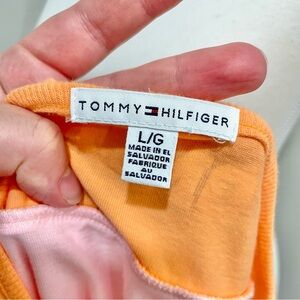 TOMMY HILFIGER
L/G
MADE IN EL
SALVADOR
FABRIQUE
AU
SALVADOR